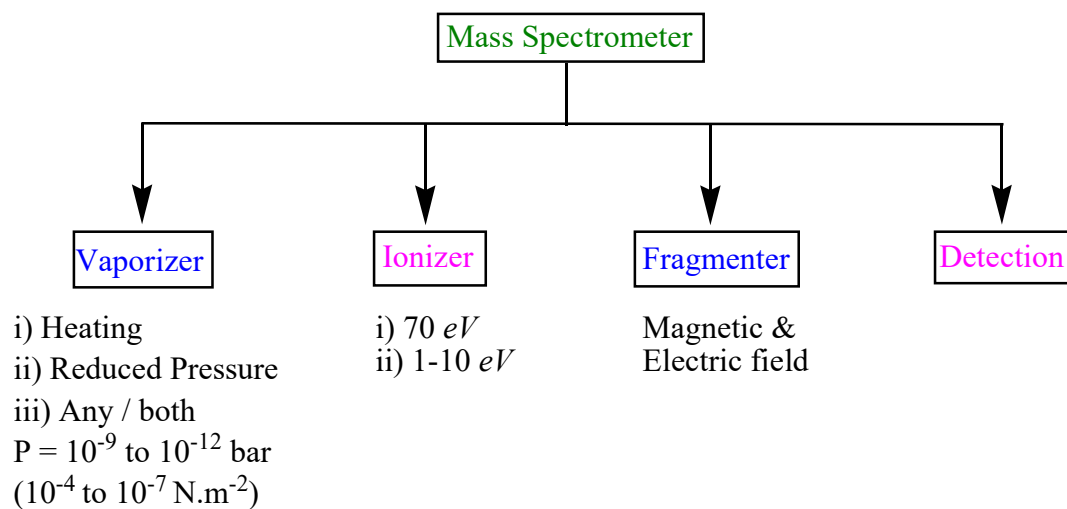 Mass Spectrometer
Vaporizer
Ionizer
Fragmenter
Detection
i) Heating
ii) Reduced Pressure
iii) Any / both
P = 10⁻⁹ to 10⁻¹² bar
(10⁻⁴ to 10⁻⁷ N.m⁻²)
i) 70 eV
ii) 1-10 eV
Magnetic &
Electric field